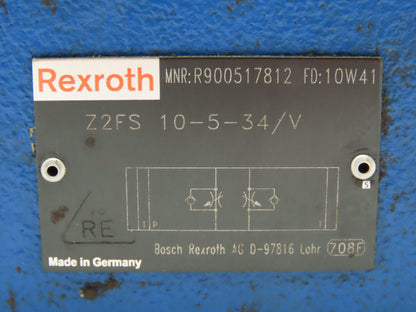 Rexroth MNR:R900517812 FD:10W41
Z2FS 10-5-34/V
T P
RE
Bosch Rexroth AG D-97816 Lohr 708F
Made in Germany